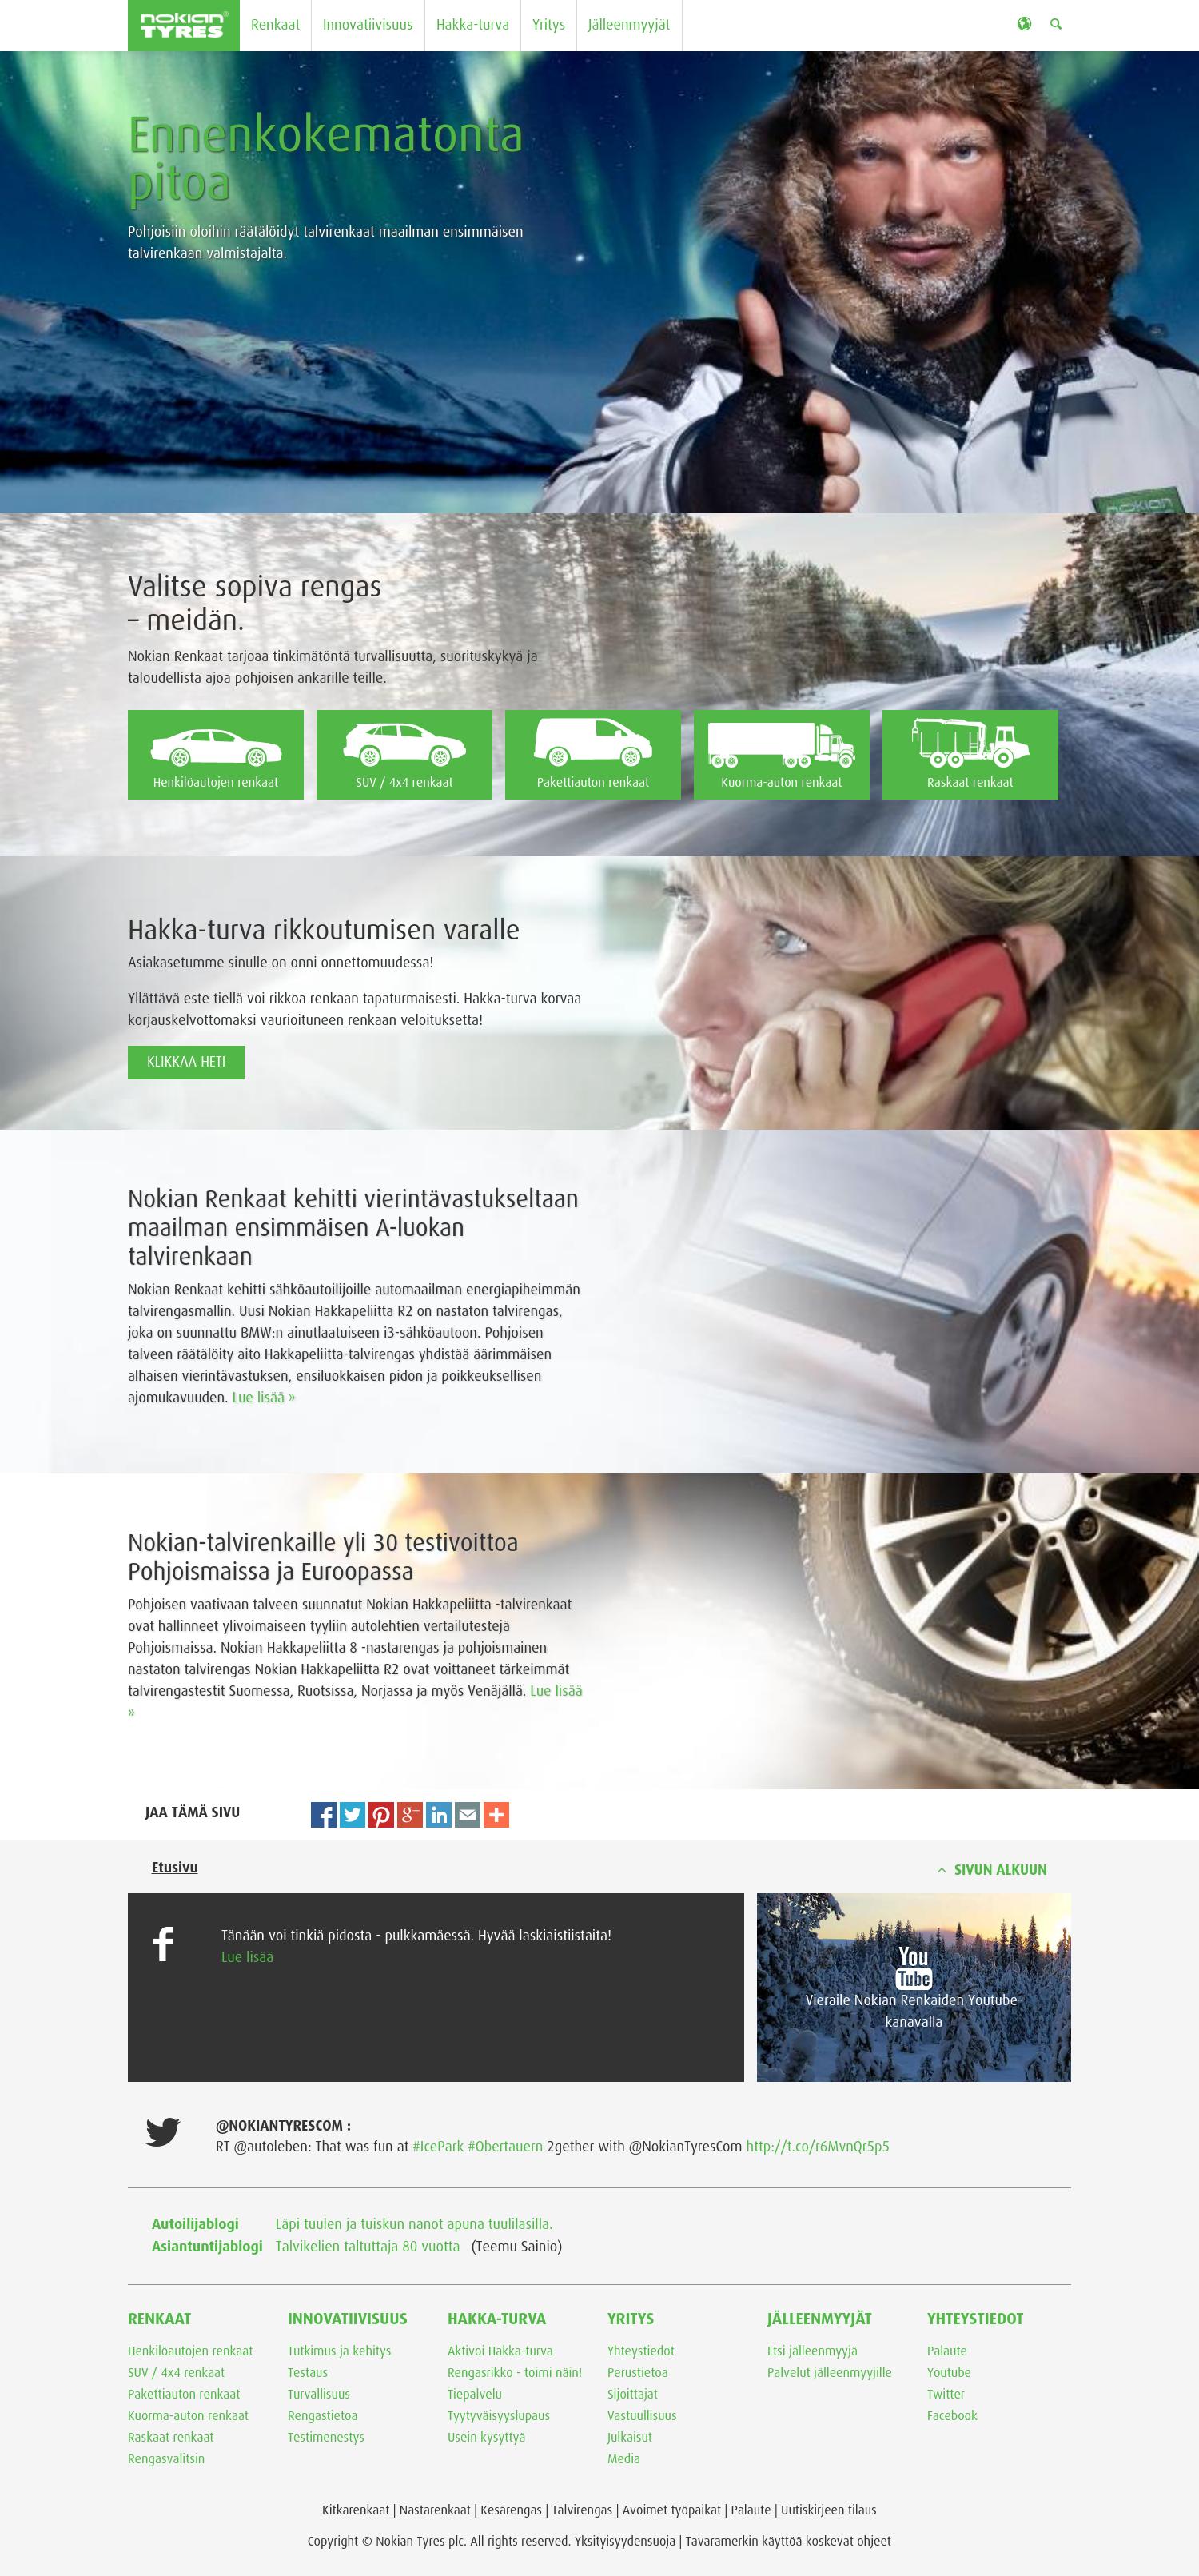 nokian TYRES
Renkaat
Innovatiivisuus
Hakka-turva
Yritys
Jälleenmyyjät
Ennenkokematonta
pitoa
Pohjoisiin oloihin räätälöidyt talvirenkaat maailman ensimmäisen
talvirenkaan valmistajalta.
nokian
Valitse sopiva rengas
– meidän.
Nokian Renkaat tarjoaa tinkimätöntä turvallisuutta, suorituskykyä ja
taloudellista ajoa pohjoisen ankarille teille.
Henkilöautojen renkaat
SUV / 4x4 renkaat
Pakettiauton renkaat
Kuorma-auton renkaat
Raskaat renkaat
Hakka-turva rikkoutumisen varalle
Asiakasetumme sinulle on onni onnettomuudessa!
Yllättävä este tiellä voi rikkoa renkaan tapaturmaisesti. Hakka-turva korvaa
korjauskelvottomaksi vaurioituneen renkaan veloituksetta!
KLIKKAA HETI
Nokian Renkaat kehitti vierintävastukseltaan
maailman ensimmäisen A-luokan
talvirenkaan
Nokian Renkaat kehitti sähköautoilijoille automaailman energiapiheimmän
talvirengasmallin. Uusi Nokian Hakkapeliitta R2 on nastaton talvirengas,
joka on suunnattu BMW:n ainutlaatuiseen i3-sähköautoon. Pohjoisen
talveen räätälöity aito Hakkapeliitta-talvirengas yhdistää äärimmäisen
alhaisen vierintävastuksen, ensiluokkaisen pidon ja poikkeuksellisen
ajomukavuuden. Lue lisää »
Nokian-talvirenkaille yli 30 testivoittoa
Pohjoismaissa ja Euroopassa
Pohjoisen vaativaan talveen suunnatut Nokian Hakkapeliitta -talvirenkaat
ovat hallinneet ylivoimaiseen tyyliin autolehtien vertailutestejä
Pohjoismaissa. Nokian Hakkapeliitta 8 -nastarengas ja pohjoismainen
nastaton talvirengas Nokian Hakkapeliitta R2 ovat voittaneet tärkeimmät
talvirengastestit Suomessa, Ruotsissa, Norjassa ja myös Venäjällä. Lue lisää
»
JAA TÄMÄ SIVU
Etusivu
SIVUN ALKUUN
Tänään voi tinkiä pidosta - pulkkamäessä. Hyvää laskiaistiistaita!
Lue lisää
You
Tube
Vieraile Nokian Renkaiden Youtube-
kanavalla
@NOKIANTYRESCOM :
RT @autoleben: That was fun at #IcePark #Obertauern 2gether with @NokianTyresCom http://t.co/r6MvnQr5p5
Autoilijablogi Läpi tuulen ja tuiskun nanot apuna tuulilasilla.
Asiantuntijablogi Talvikelien taltuttaja 80 vuotta (Teemu Sainio)
RENKAAT
Henkilöautojen renkaat
SUV / 4x4 renkaat
Pakettiauton renkaat
Kuorma-auton renkaat
Raskaat renkaat
Rengasvalitsin
INNOVATIIVISUUS
Tutkimus ja kehitys
Testaus
Turvallisuus
Rengastietoa
Testimenestys
HAKKA-TURVA
Aktivoi Hakka-turva
Rengasrikko - toimi näin!
Tiepalvelu
Tyytyväisyyslupaus
Usein kysyttyä
YRITYS
Yhteystiedot
Perustietoa
Sijoittajat
Vastuullisuus
Julkaisut
Media
JÄLLEENMYYJÄT
Etsi jälleenmyyjä
Palvelut jälleenmyyjille
YHTEYSTIEDOT
Palaute
Youtube
Twitter
Facebook
Kitkarenkaat | Nastarenkaat | Kesärengas | Talvirengas | Avoimet työpaikat | Palaute | Uutiskirjeen tilaus
Copyright © Nokian Tyres plc. All rights reserved. Yksityisyydensuoja | Tavaramerkin käyttöä koskevat ohjeet